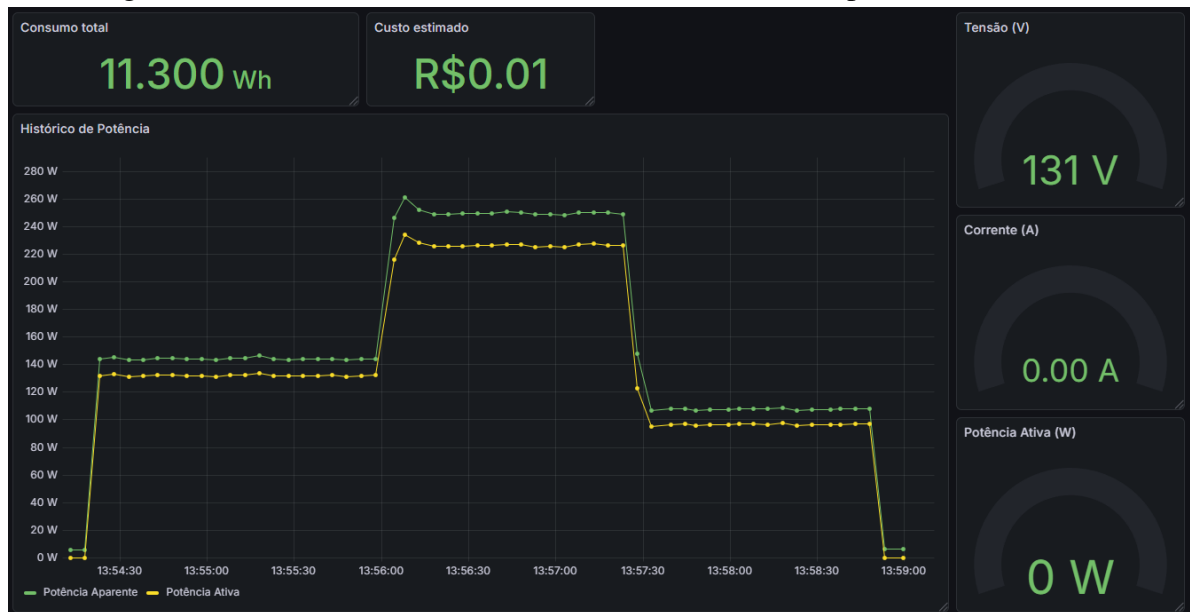 Consumo total
11.300 Wh
Custo estimado
R$0.01
Tensão (V)
131 V
Histórico de Potência
280 W
260 W
240 W
220 W
200 W
180 W
160 W
140 W
120 W
100 W
80 W
60 W
40 W
20 W
0 W
13:54:30 13:55:00 13:55:30 13:56:00 13:56:30 13:57:00 13:57:30 13:58:00 13:58:30 13:59:00
Potência Aparente Potência Ativa
Corrente (A)
0.00 A
Potência Ativa (W)
0 W